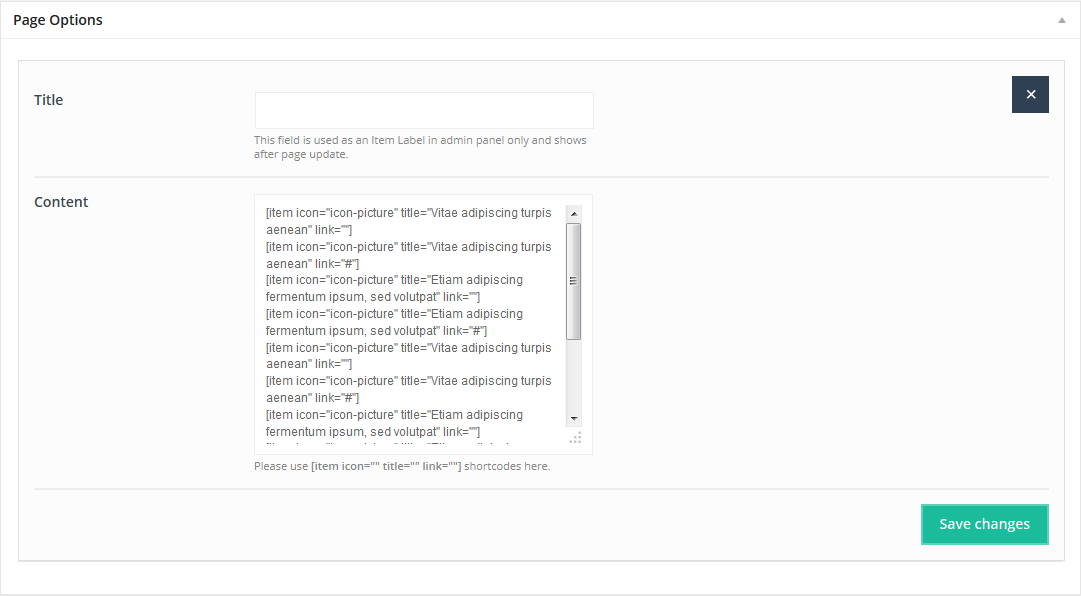 Page Options
Title
This field is used as an Item Label in admin panel only and shows
after page update.
Content
[item icon="icon-picture" title="Vitae adipiscing turpis
aenean" link=""]
[item icon="icon-picture" title="Vitae adipiscing turpis
aenean" link="#"]
[item icon="icon-picture" title="Etiam adipiscing
fermentum ipsum, sed volutpat" link=""]
[item icon="icon-picture" title="Etiam adipiscing
fermentum ipsum, sed volutpat" link="#"]
[item icon="icon-picture" title="Vitae adipiscing turpis
aenean" link=""]
[item icon="icon-picture" title="Vitae adipiscing turpis
aenean" link="#"]
[item icon="icon-picture" title="Etiam adipiscing
fermentum ipsum, sed volutpat" link=""]
Please use [item icon="" title="" link=""] shortcodes here.
Save changes